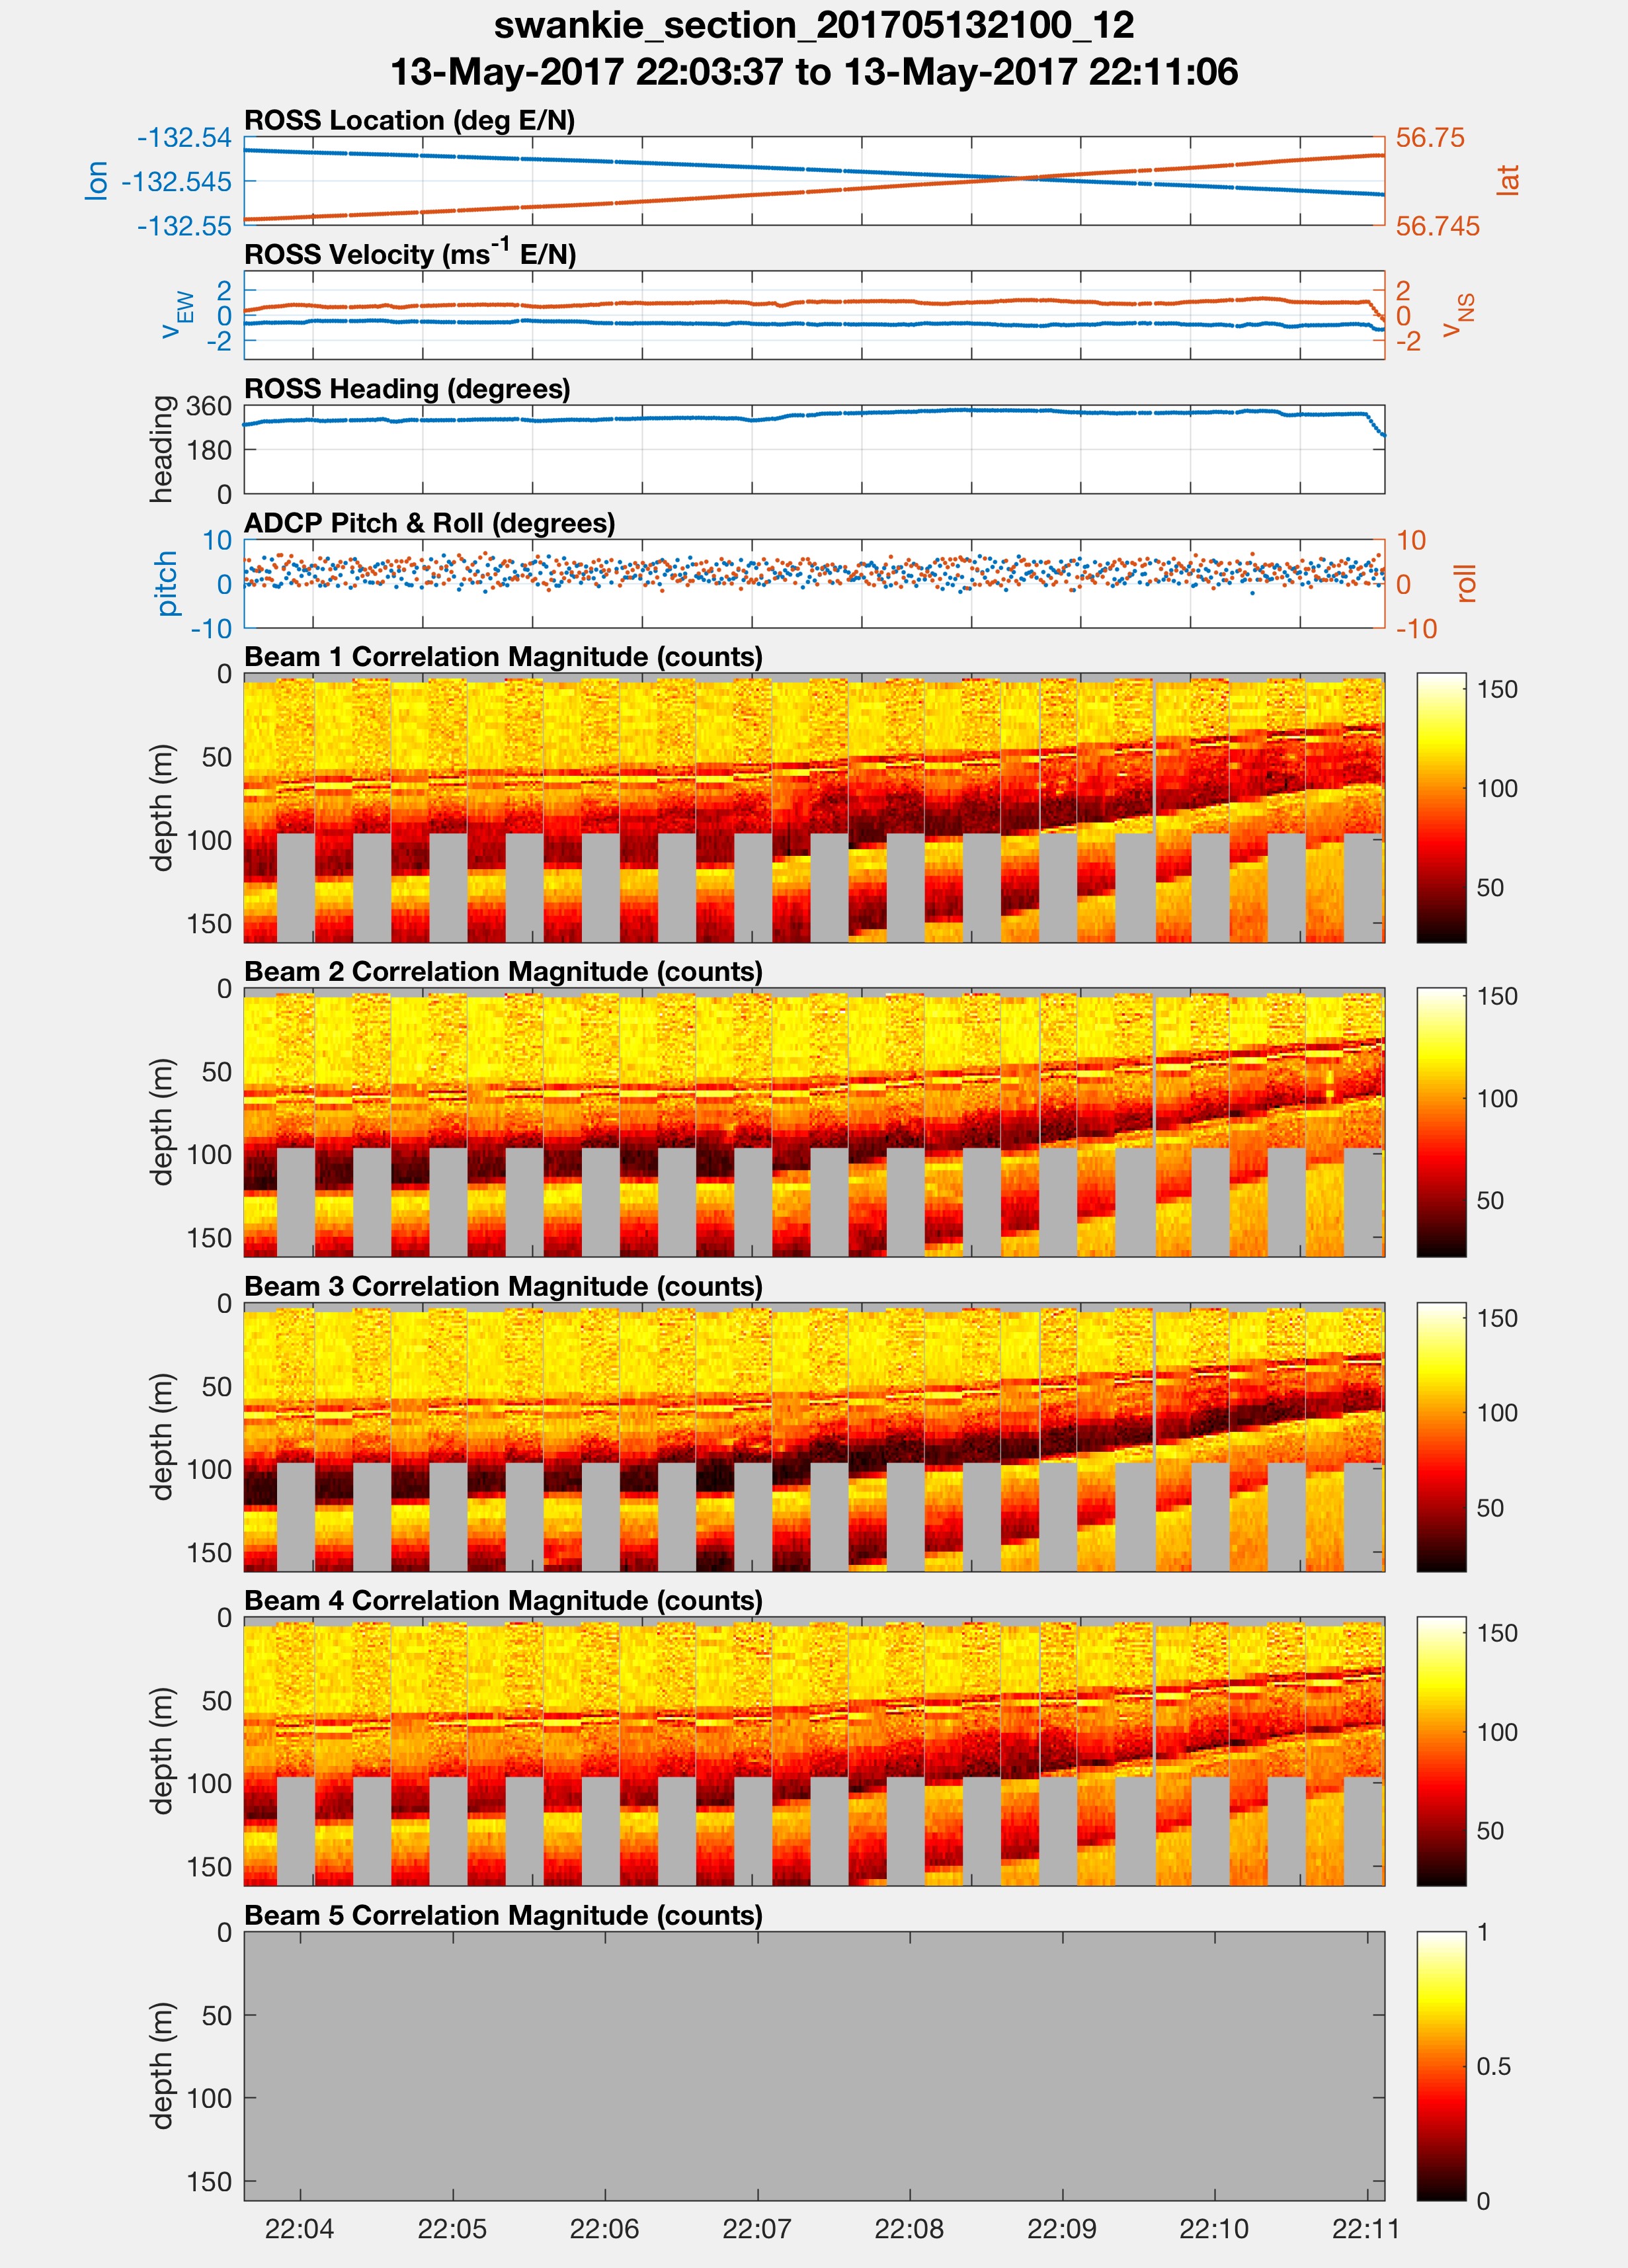 swankie_section_201705132100_12
13-May-2017 22:03:37 to 13-May-2017 22:11:06
ROSS Location (deg E/N)
-132.54
-132.545
-132.55
lon
56.75
56.745
lat
ROSS Velocity (ms-1 E/N)
2
0
-2
vEW
2
0
-2
vNS
ROSS Heading (degrees)
360
180
0
heading
ADCP Pitch & Roll (degrees)
10
0
-10
pitch
10
0
-10
roll
Beam 1 Correlation Magnitude (counts)
0
50
100
150
depth (m)
150
100
50
Beam 2 Correlation Magnitude (counts)
0
50
100
150
depth (m)
150
100
50
Beam 3 Correlation Magnitude (counts)
0
50
100
150
depth (m)
150
100
50
Beam 4 Correlation Magnitude (counts)
0
50
100
150
depth (m)
150
100
50
Beam 5 Correlation Magnitude (counts)
0
50
100
150
depth (m)
1
0.5
0
22:04 22:05 22:06 22:07 22:08 22:09 22:10 22:11